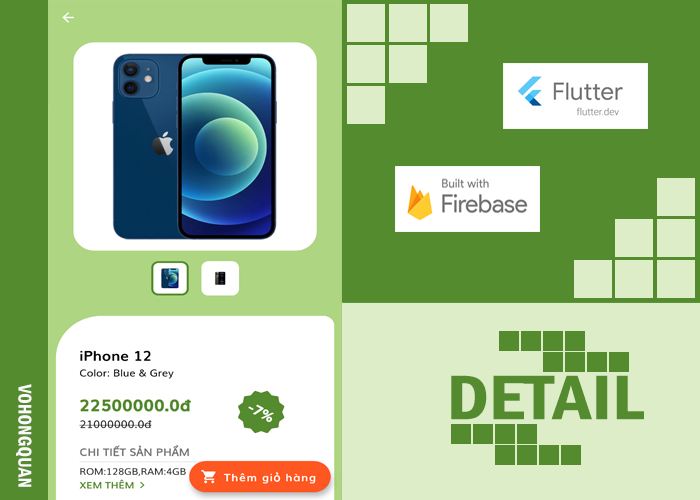 VOHONGQUAN
iPhone 12
Color: Blue & Grey
22500000.0đ
21000000.0đ
-7%
CHI TIẾT SẢN PHẨM
ROM:128GB,RAM:4GB
XEM THÊM >
Thêm giỏ hàng
Flutter
flutter.dev
Built with
Firebase
DETAIL